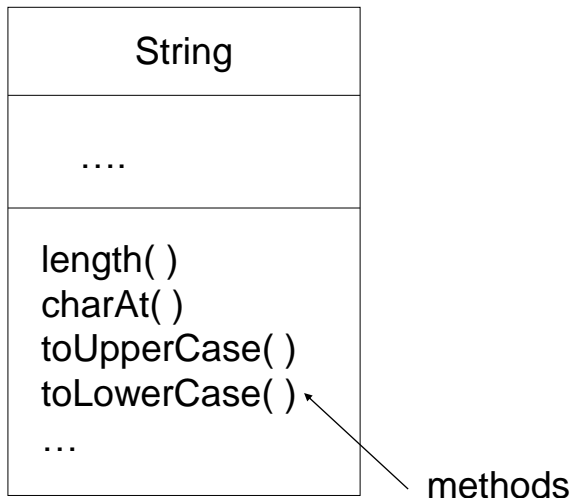 String
....
length( )
charAt( )
toUpperCase( )
toLowerCase( )
…
methods